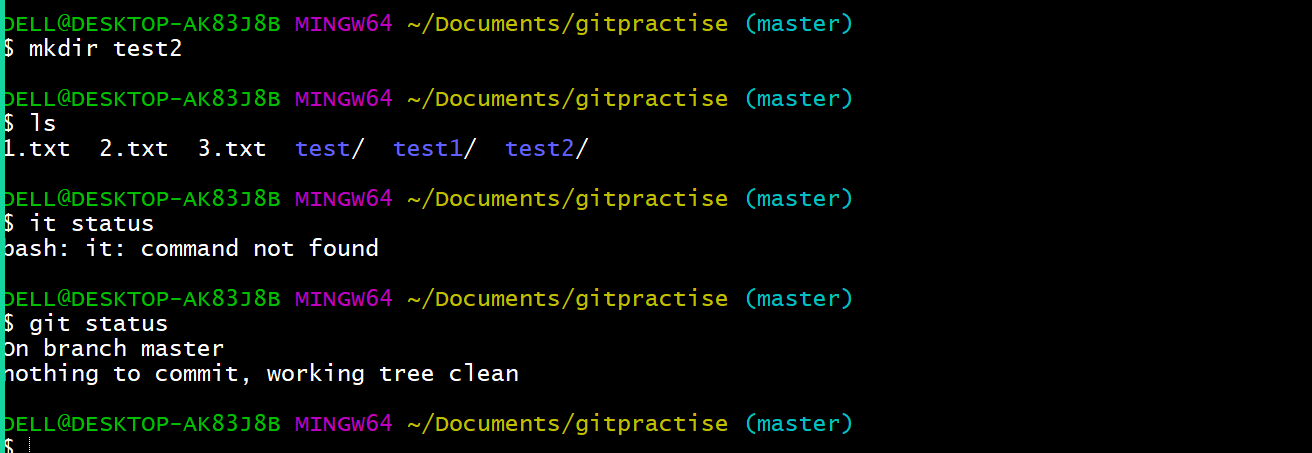 DELL@DESKTOP-AK83J8B MINGW64 ~/Documents/gitpractise (master)
$ mkdir test2
DELL@DESKTOP-AK83J8B MINGW64 ~/Documents/gitpractise (master)
$ ls
1.txt  2.txt  3.txt  test/  test1/  test2/
DELL@DESKTOP-AK83J8B MINGW64 ~/Documents/gitpractise (master)
$ it status
bash: it: command not found
DELL@DESKTOP-AK83J8B MINGW64 ~/Documents/gitpractise (master)
$ git status
On branch master
nothing to commit, working tree clean
DELL@DESKTOP-AK83J8B MINGW64 ~/Documents/gitpractise (master)
$